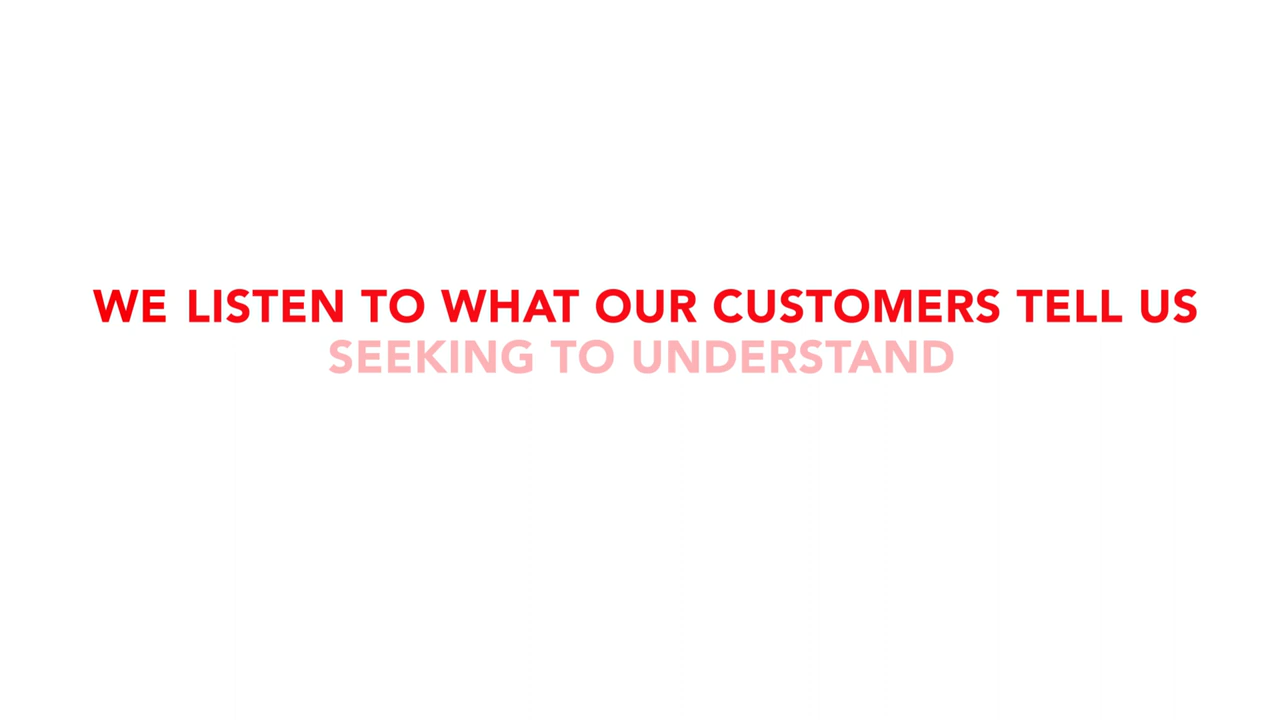 WE LISTEN TO WHAT OUR CUSTOMERS TELL US
SEEKING TO UNDERSTAND